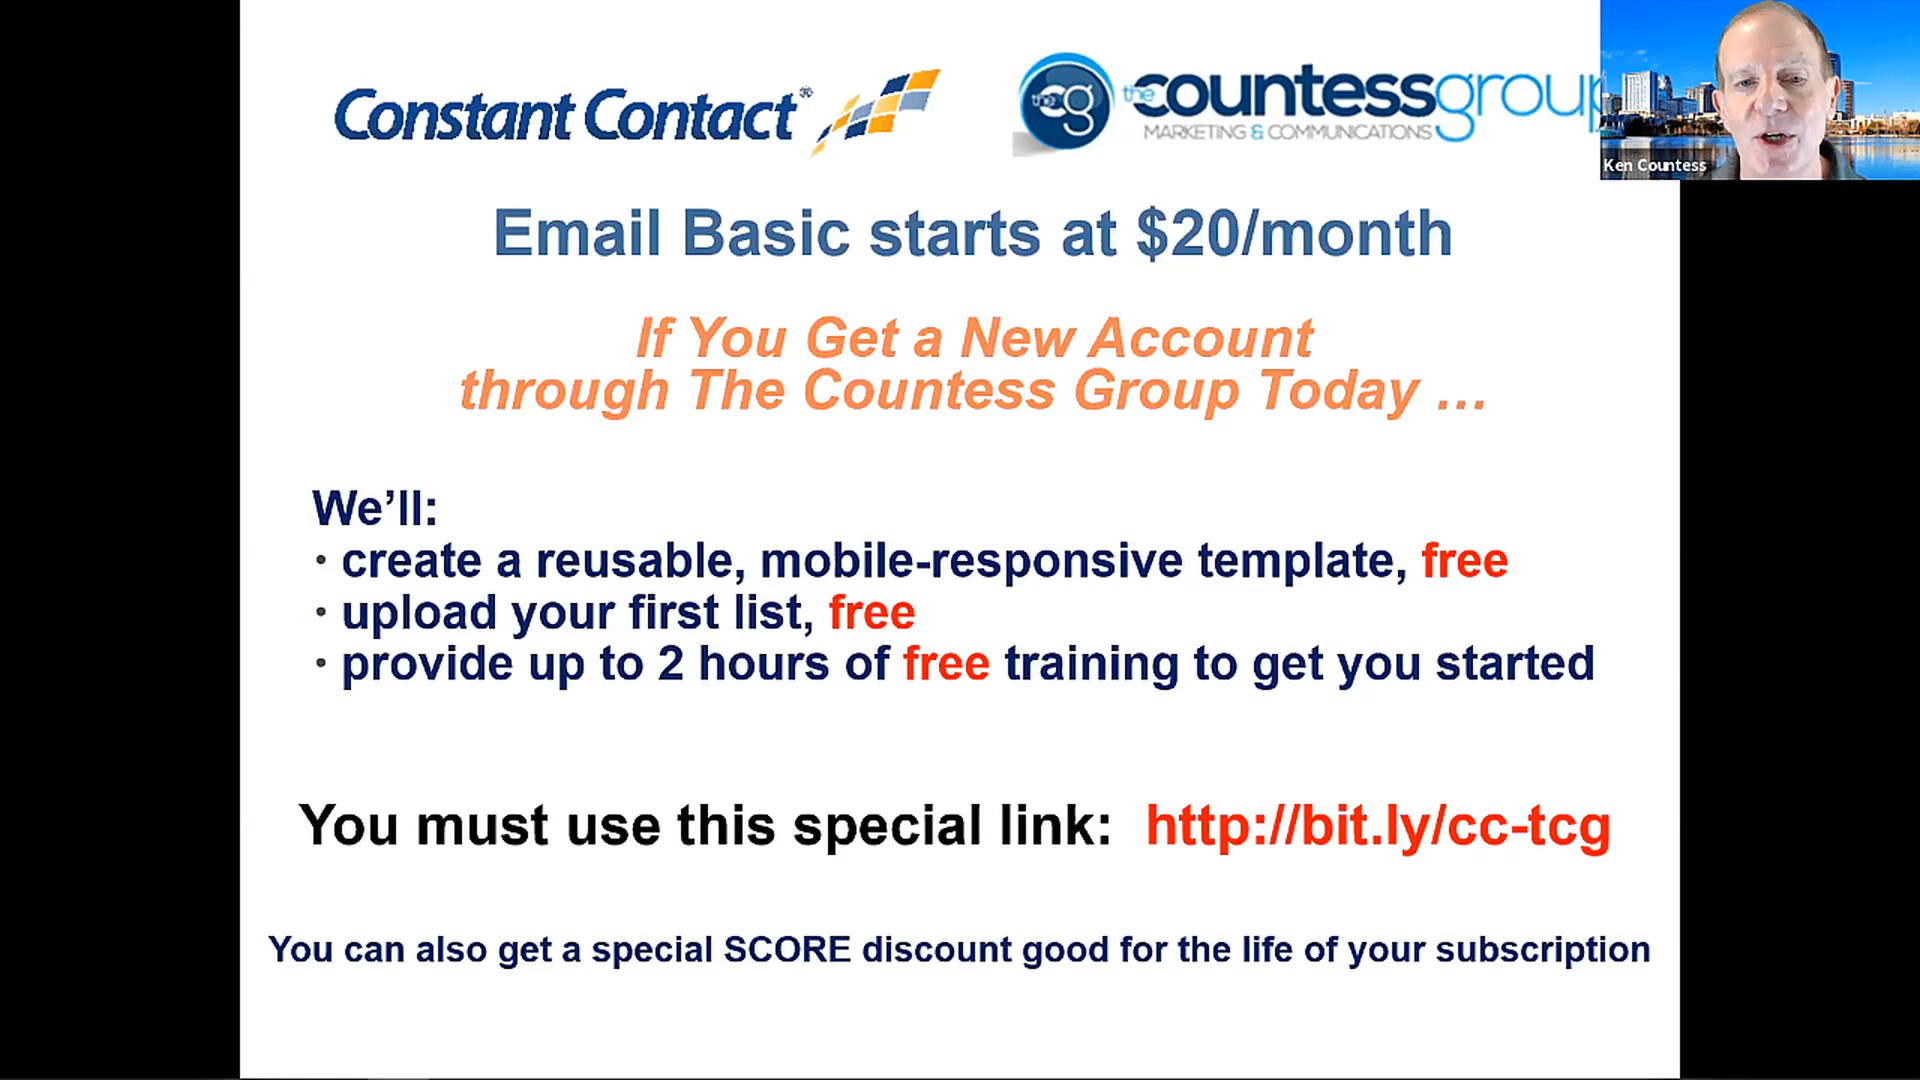 Constant Contact®
cg
the countessgroup
MARKETING & COMMUNICATIONS
Ken Countess
Email Basic starts at $20/month
If You Get a New Account
through The Countess Group Today …
We’ll:
· create a reusable, mobile-responsive template, free
· upload your first list, free
· provide up to 2 hours of free training to get you started
You must use this special link: http://bit.ly/cc-tcg
You can also get a special SCORE discount good for the life of your subscription